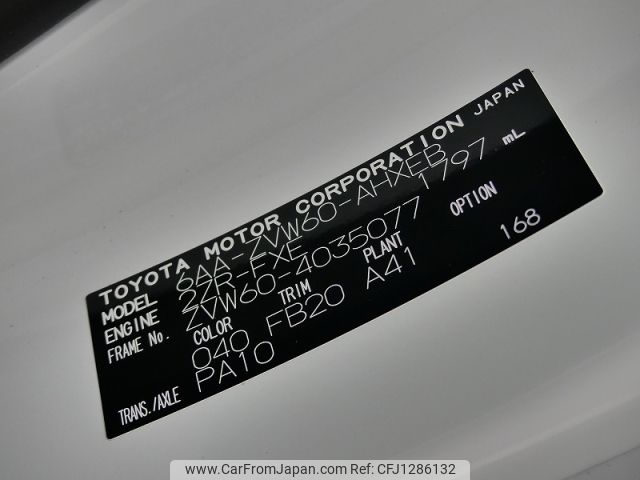 TOYOTA MOTOR CORPORATION JAPAN
MODEL 6AA-ZVW60-AHXEB
ENGINE 2ZR-FXE 1797 mL
FRAME No. ZVW60-4035077
COLOR TRIM PLANT OPTION
040 FB20 A41 168
TRANS./AXLE PA10
www.CarFromJapan.com - CFJ1286132